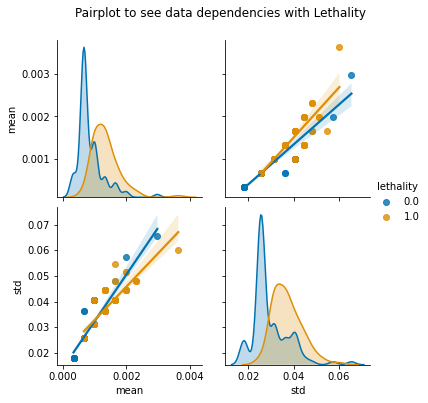 Pairplot to see data dependencies with Lethality
0.003
0.002
0.001
mean
lethality
0.0
1.0
0.07
0.06
0.05
0.04
0.03
0.02
std
0.000 0.002 0.004
0.02 0.04 0.06
mean
std